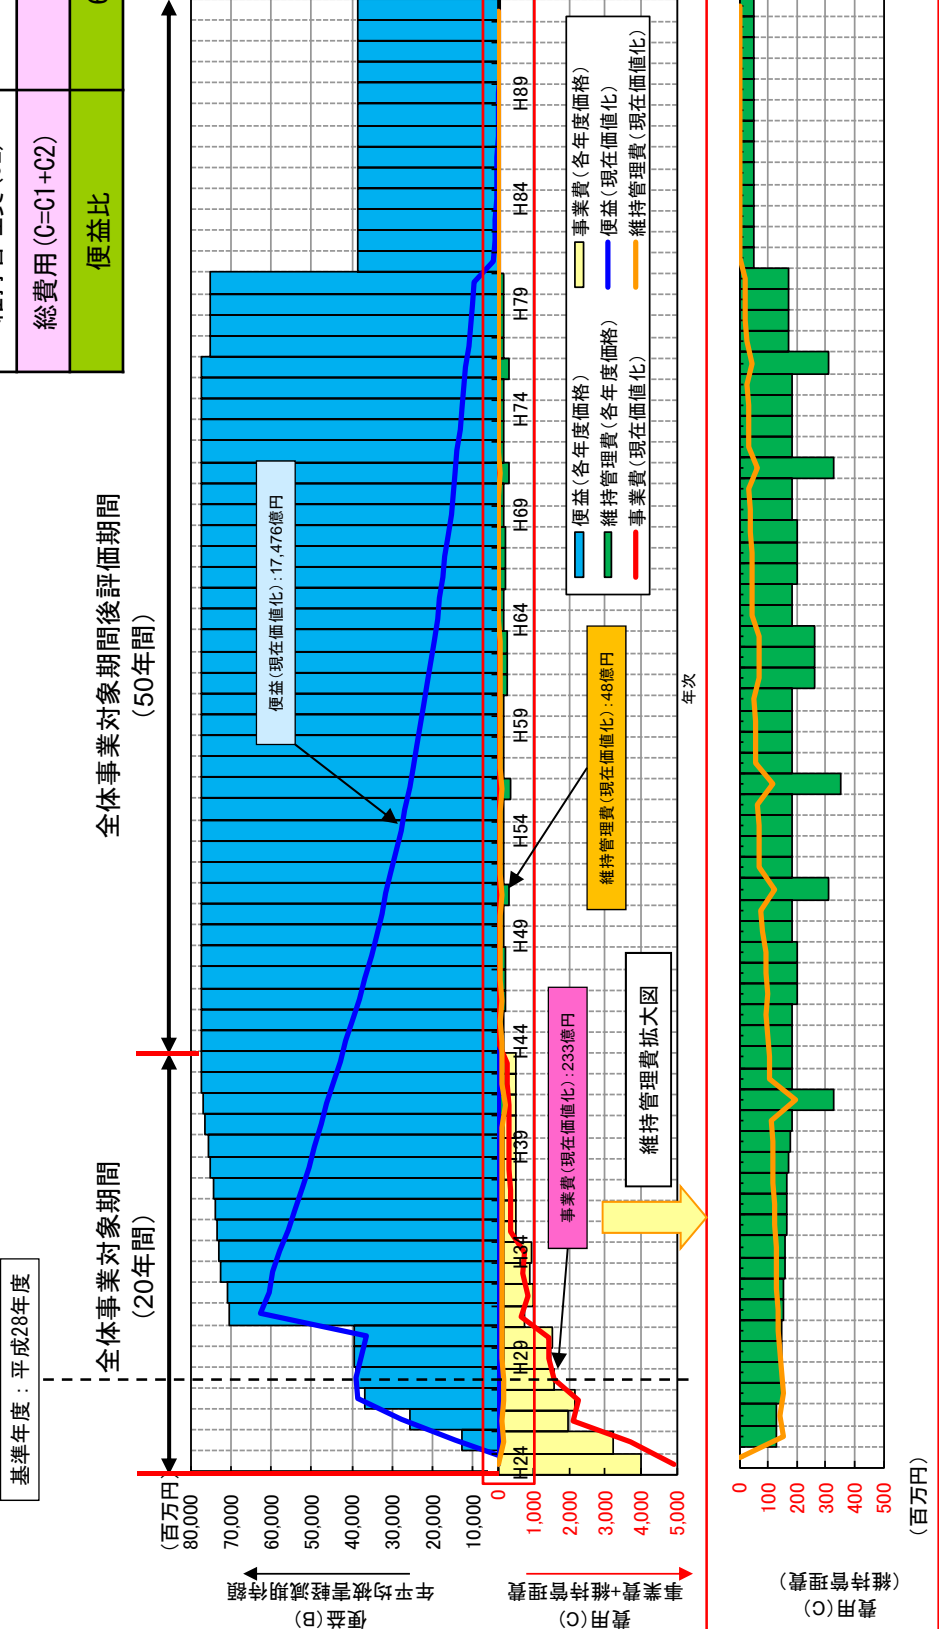 総費用(C=C1+C2)
便益比
基準年度：平成28年度
全体事業対象期間
(20年間)
全体事業対象期間後評価期間
(50年間)
(百万円)
80,000
70,000
60,000
50,000
40,000
30,000
20,000
10,000
0
1,000
2,000
3,000
4,000
5,000
年平均被害軽減期待額
便益(B)
事業費+維持管理費
費用(C)
便益(現在価値化):17,476億円
維持管理費(現在価値化):48億円
事業費(現在価値化):233億円
H24
H29
H34
H39
H44
H49
H54
H59
H64
H69
H74
H79
H84
H89
年次
便益(各年度価格)
事業費(各年度価格)
維持管理費(各年度価格)
便益(現在価値化)
事業費(現在価値化)
維持管理費(現在価値化)
維持管理費拡大図
0
100
200
300
400
500
(百万円)
費用(C)
(維持管理費)